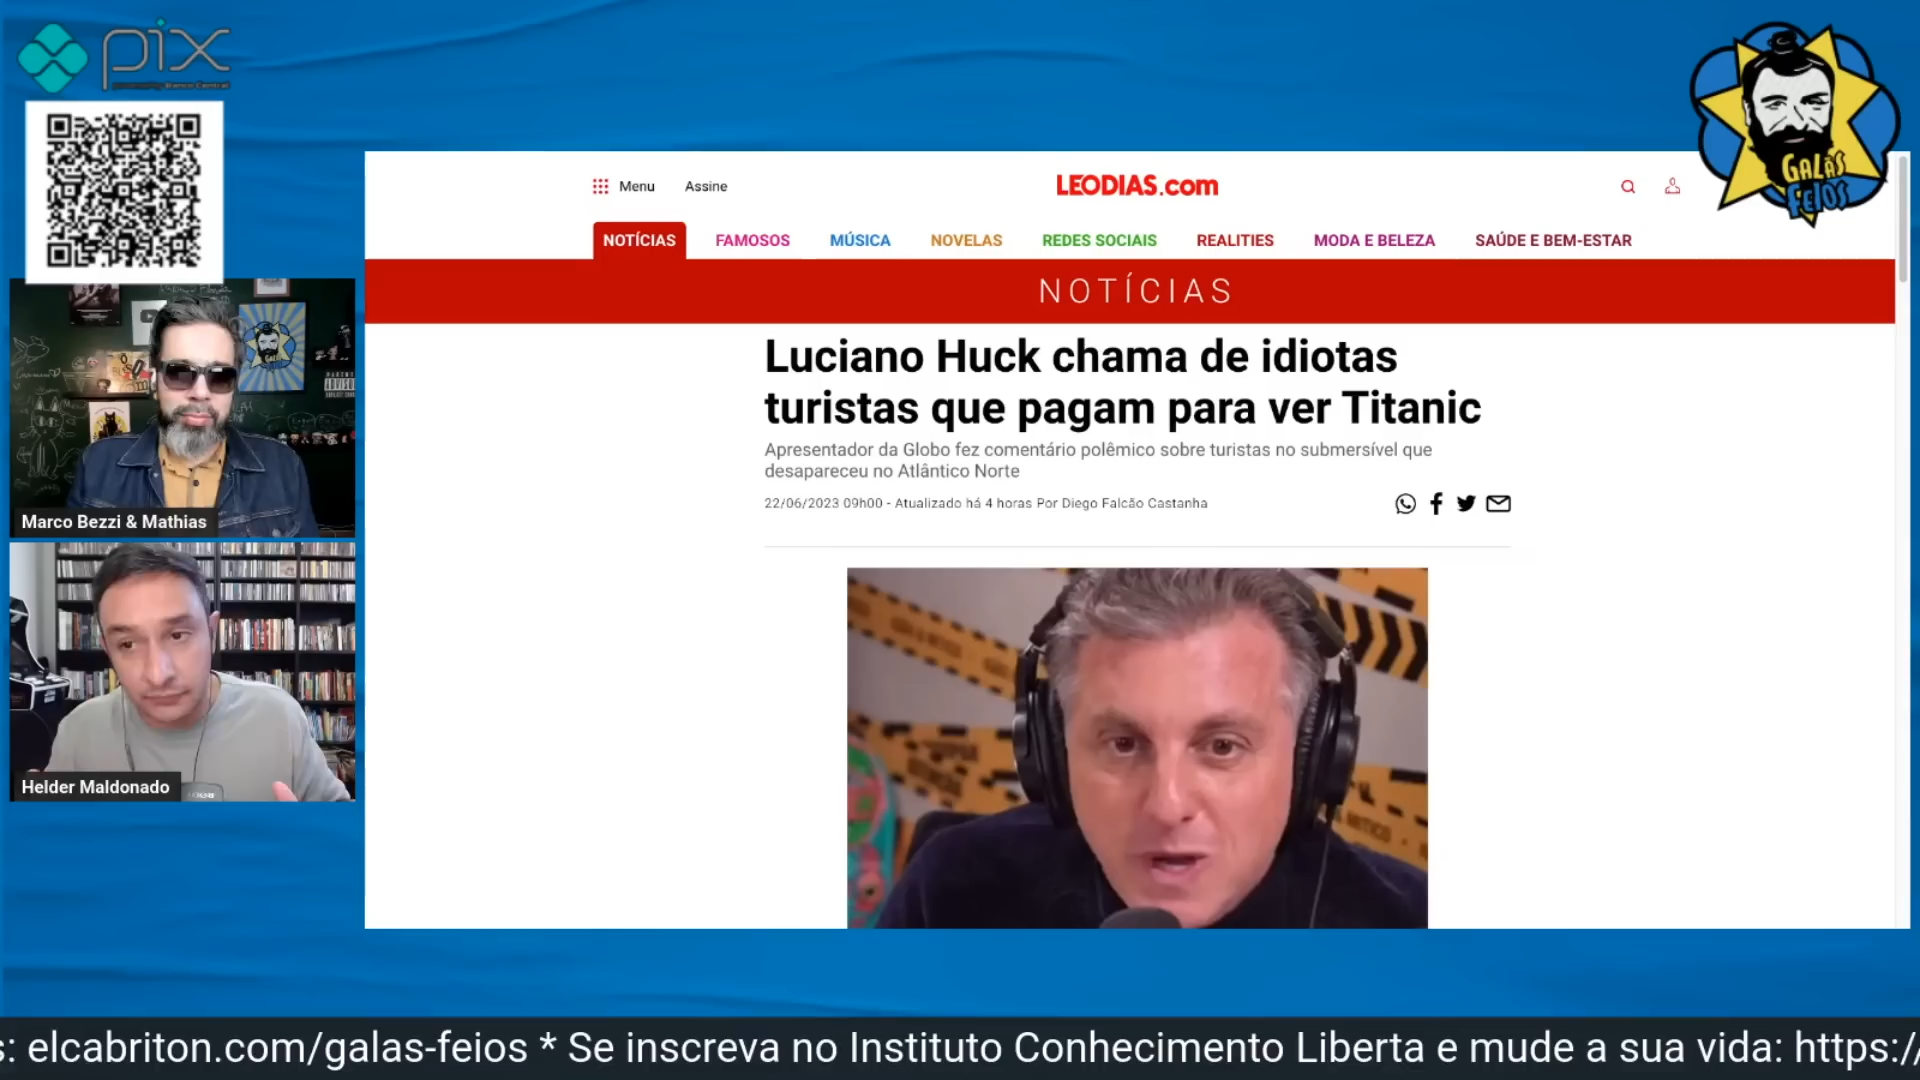 pix
powered by Banco Central
GALÃS
FEIOS
Menu
Assine
LEODIAS.com
NOTÍCIAS
FAMOSOS
MÚSICA
NOVELAS
REDES SOCIAIS
REALITIES
MODA E BELEZA
SAÚDE E BEM-ESTAR
NOTÍCIAS
Luciano Huck chama de idiotas
turistas que pagam para ver Titanic
Apresentador da Globo fez comentário polêmico sobre turistas no submersível que
desapareceu no Atlântico Norte
22/06/2023 09h00 - Atualizado há 4 horas Por Diego Falcão Castanha
Marco Bezzi & Mathias
Helder Maldonado
s: elcabriton.com/galas-feios * Se inscreva no Instituto Conhecimento Liberta e mude a sua vida: https:/